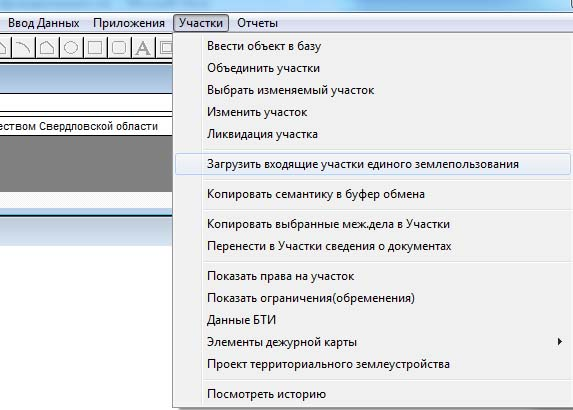 Ввод Данных Приложения Участки Отчеты
еством Свердловской области
Ввести объект в базу
Объединить участки
Выбрать изменяемый участок
Изменить участок
Ликвидация участка
Загрузить входящие участки единого землепользования
Копировать семантику в буфер обмена
Копировать выбранные меж.дела в Участки
Перенести в Участки сведения о документах
Показать права на участок
Показать ограничения(обременения)
Данные БТИ
Элементы дежурной карты
Проект территориального землеустройства
Посмотреть историю